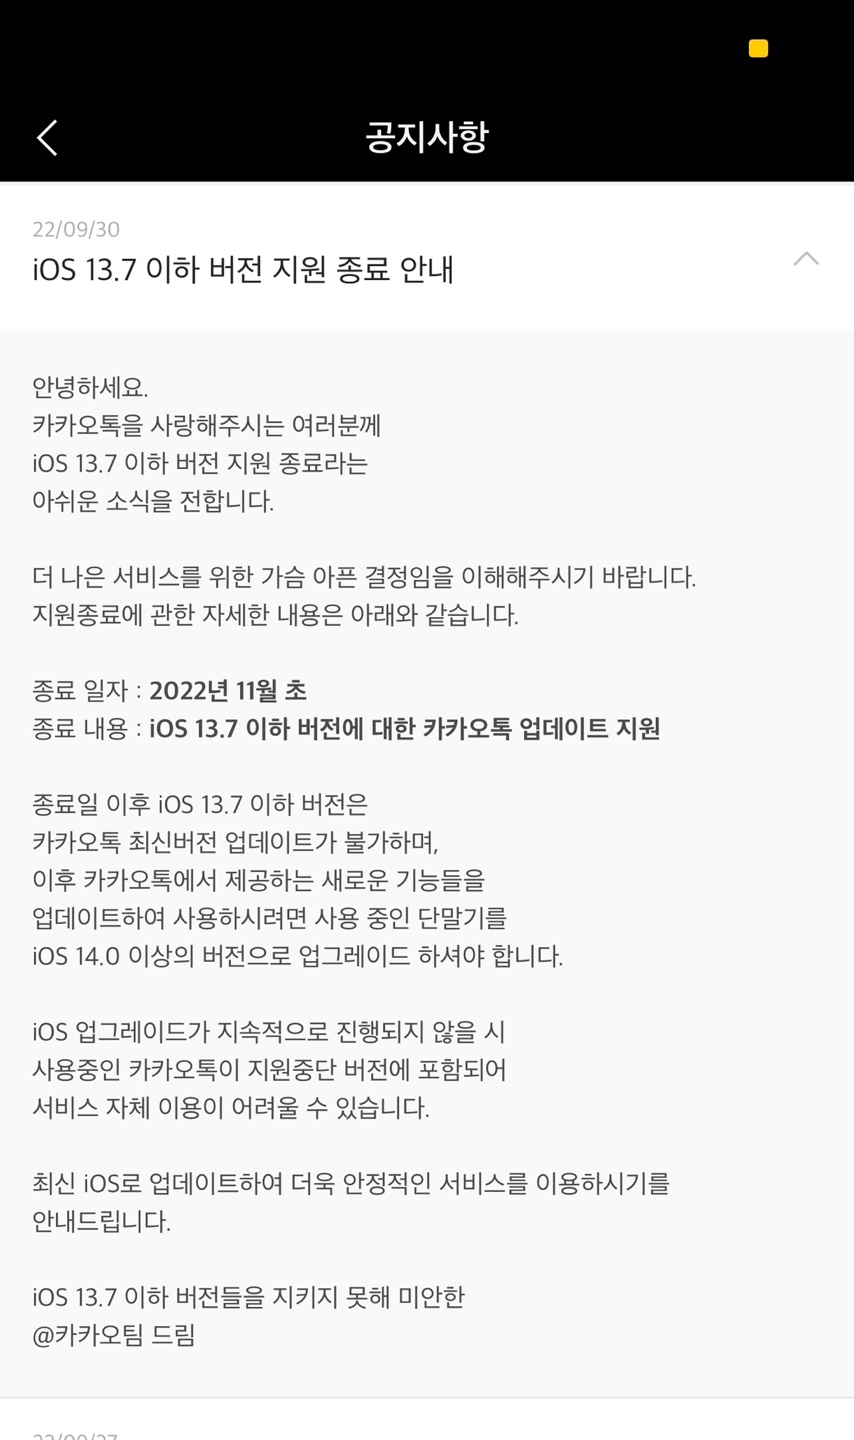 공지사항
22/09/30
iOS 13.7 이하 버전 지원 종료 안내
안녕하세요.
카카오톡을 사랑해주시는 여러분께
iOS 13.7 이하 버전 지원 종료라는
아쉬운 소식을 전합니다.
더 나은 서비스를 위한 가슴 아픈 결정임을 이해해주시기 바랍니다.
지원종료에 관한 자세한 내용은 아래와 같습니다.
종료 일자 : 2022년 11월 초
종료 내용 : iOS 13.7 이하 버전에 대한 카카오톡 업데이트 지원
종료일 이후 iOS 13.7 이하 버전은
카카오톡 최신버전 업데이트가 불가하며,
이후 카카오톡에서 제공하는 새로운 기능들을
업데이트하여 사용하시려면 사용 중인 단말기를
iOS 14.0 이상의 버전으로 업그레이드 하셔야 합니다.
iOS 업그레이드가 지속적으로 진행되지 않을 시
사용중인 카카오톡이 지원중단 버전에 포함되어
서비스 자체 이용이 어려울 수 있습니다.
최신 iOS로 업데이트하여 더욱 안정적인 서비스를 이용하시기를
안내드립니다.
iOS 13.7 이하 버전들을 지키지 못해 미안한
@카카오팀 드림